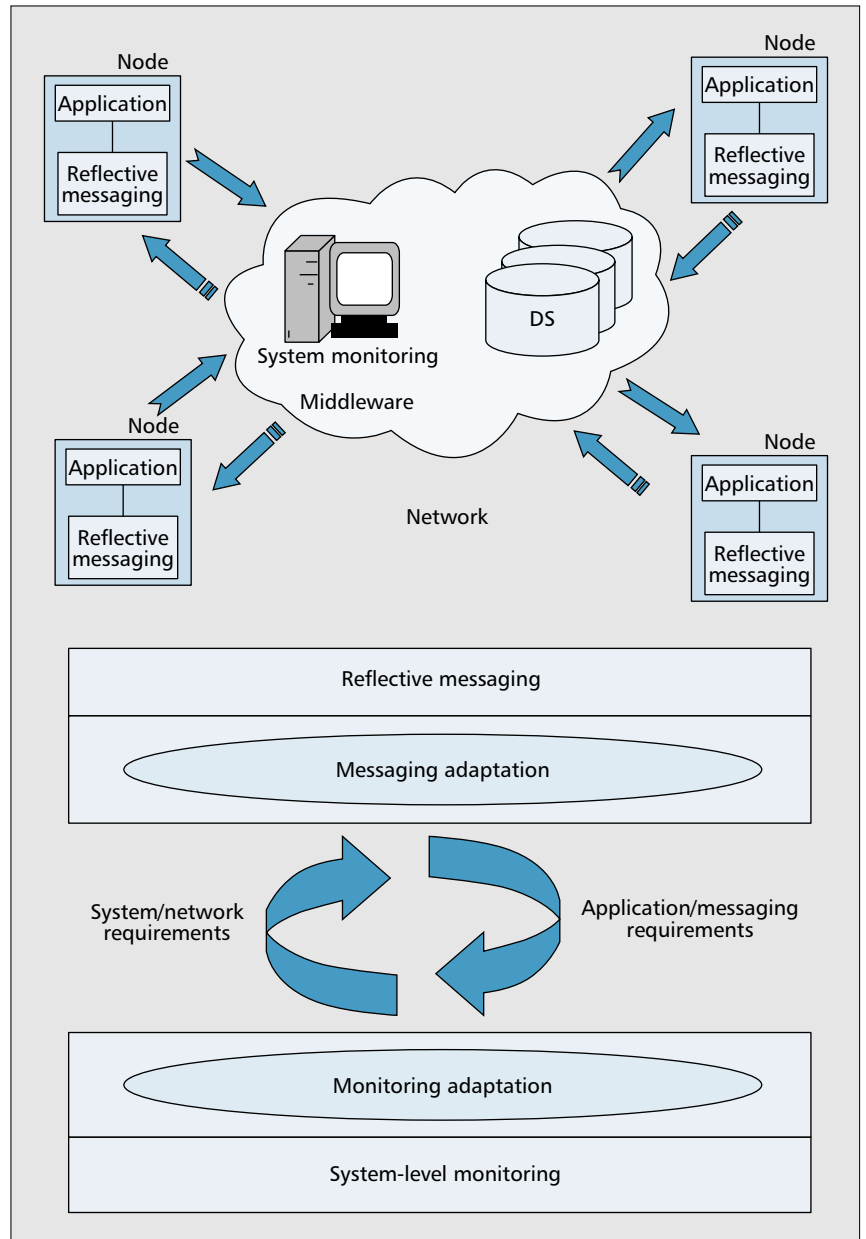 Node
Application
Reflective
messaging
Node
Application
Reflective
messaging
DS
System monitoring
Middleware
Node
Application
Reflective
messaging
Node
Application
Reflective
messaging
Network
Reflective messaging
Messaging adaptation
System/network
requirements
Application/messaging
requirements
Monitoring adaptation
System-level monitoring